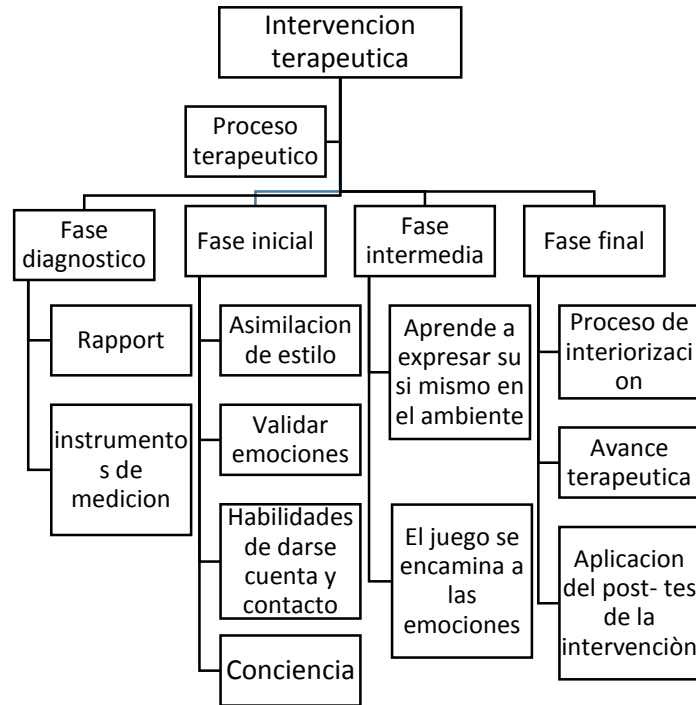 Intervencion
terapeutica
Proceso
terapeutico
Fase
diagnostico
Rapport
instrumento
s de
medicion
Fase inicial
Asimilacion
de estilo
Validar
emociones
Habilidades
de darse
cuenta y
contacto
Conciencia
Fase
intermedia
Aprende a
expresar su
si mismo en
el ambiente
El juego se
encamina a
las
emociones
Fase final
Proceso de
interiorizaci
on
Avance
terapeutica
Aplicacion
del post- tes
de la
intervenciòn